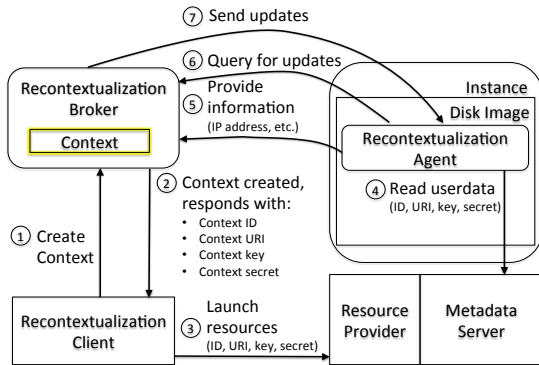 7 Send updates
6 Query for updates
Recontextualization
Broker
Context
5 Provide
information
(IP address, etc.)
Instance
Disk Image
Recontextualization
Agent
4 Read userdata
(ID, URI, key, secret)
2 Context created,
responds with:
• Context ID
• Context URI
• Context key
• Context secret
1 Create
Context
Recontextualization
Client
3 Launch
resources
(ID, URI, key, secret)
Resource
Provider
Metadata
Server